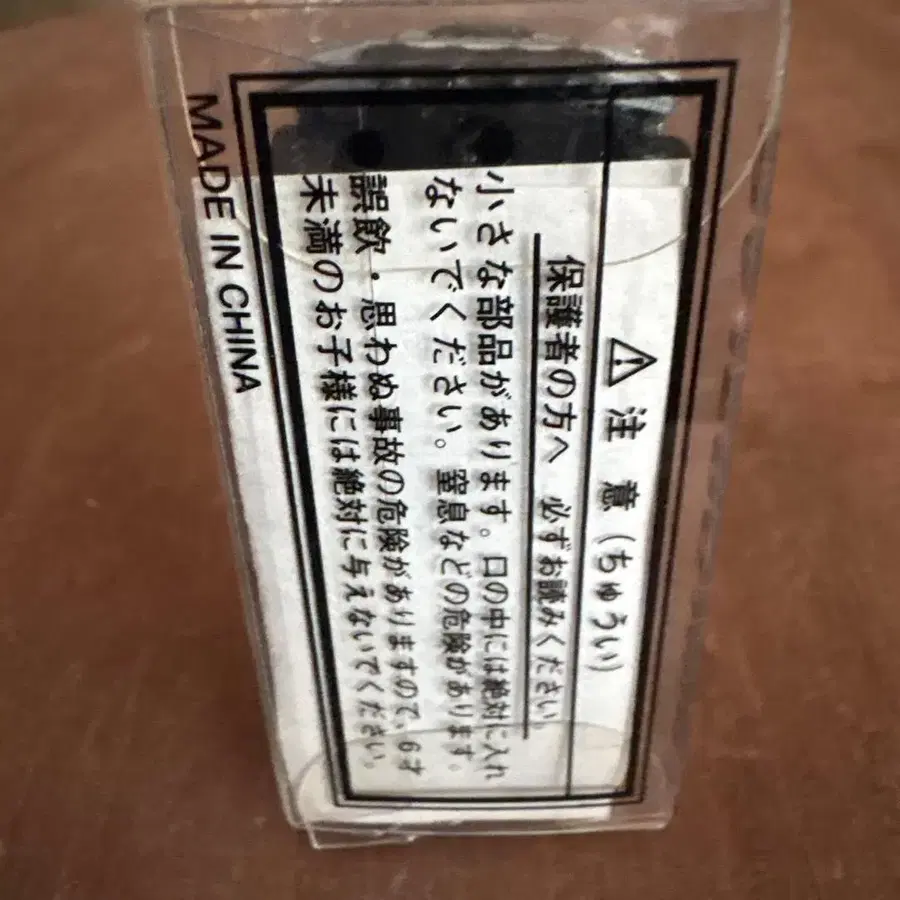 ⚠ 注 意 (ちゅうい)
保護者の方へ 必ずお読みください
小さな部品があります。口の中には絶対に入れ
ないでください。窒息などの危険があります。
誤飲・思わぬ事故の危険がありますので、6才
未満のお子様には絶対に与えないでください。
MADE IN CHINA